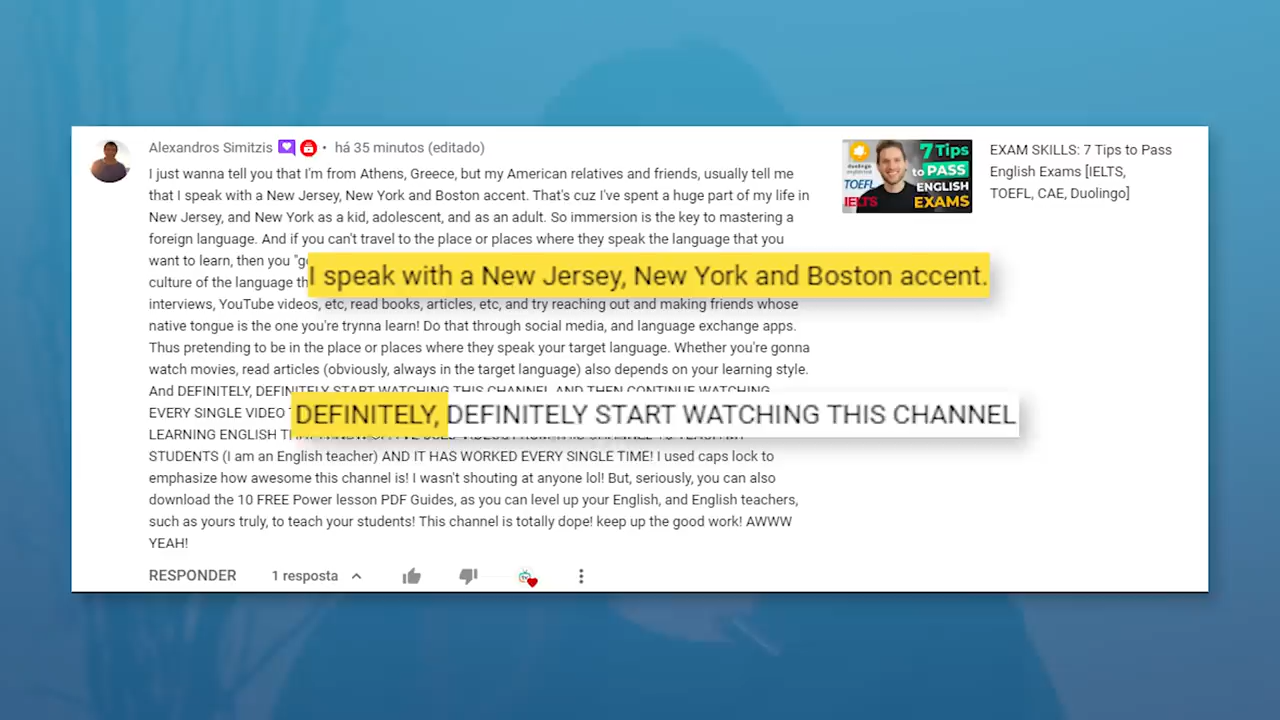 Alexandros Simitzis • há 35 minutos (editado)
I just wanna tell you that I'm from Athens, Greece, but my American relatives and friends, usually tell me
that I speak with a New Jersey, New York and Boston accent. That's cuz I've spent a huge part of my life in
New Jersey, and New York as a kid, adolescent, and as an adult. So immersion is the key to mastering a
foreign language. And if you can't travel to the place or places where they speak the language that you
want to learn, then you
I speak with a New Jersey, New York and Boston accent.
culture of the language
interviews, YouTube videos, etc, read books, articles, etc, and try reaching out and making friends whose
native tongue is the one you're trynna learn! Do that through social media, and language exchange apps.
Thus pretending to be in the place or places where they speak your target language. Whether you're gonna
watch movies, read articles (obviously, always in the target language) also depends on your learning style.
And DEFINITELY, DEFINITELY START WATCHING THIS CHANNEL AND THEN CONTINUE WATCHING
EVERY SINGLE VIDEO
DEFINITELY, DEFINITELY START WATCHING THIS CHANNEL
LEARNING ENGLISH
STUDENTS (I am an English teacher) AND IT HAS WORKED EVERY SINGLE TIME! I used caps lock to
emphasize how awesome this channel is! I wasn't shouting at anyone lol! But, seriously, you can also
download the 10 FREE Power lesson PDF Guides, as you can level up your English, and English teachers,
such as yours truly, to teach your students! This channel is totally dope! keep up the good work! AWWW
YEAH!
RESPONDER 1 resposta
7 Tips
to PASS
ENGLISH
EXAMS
duolingo
TOEFL
IELTS
EXAM SKILLS: 7 Tips to Pass
English Exams [IELTS,
TOEFL, CAE, Duolingo]